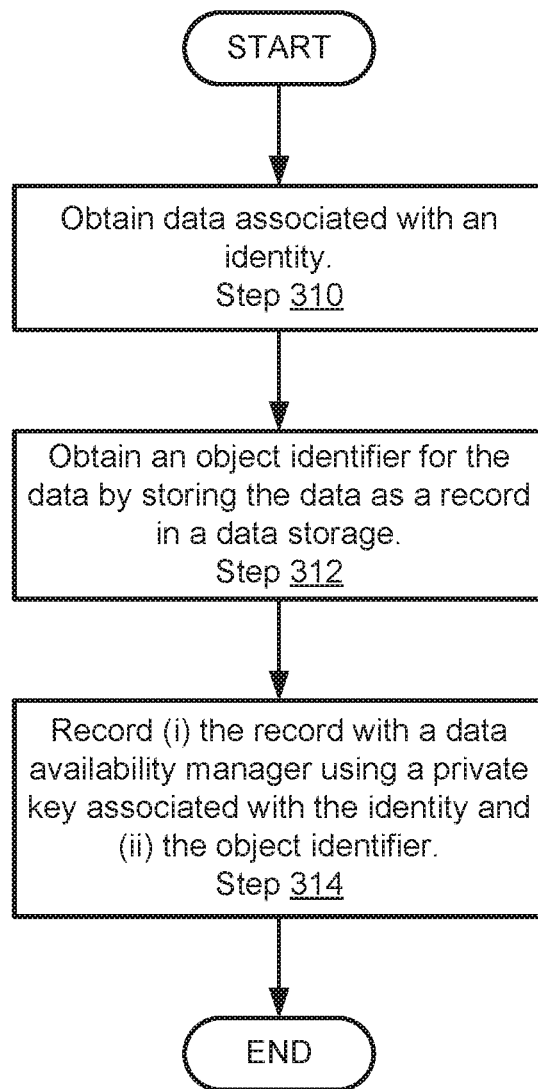 START
Obtain data associated with an
identity.
Step 310
Obtain an object identifier for the
data by storing the data as a record
in a data storage.
Step 312
Record (i) the record with a data
availability manager using a private
key associated with the identity and
(ii) the object identifier.
Step 314
END